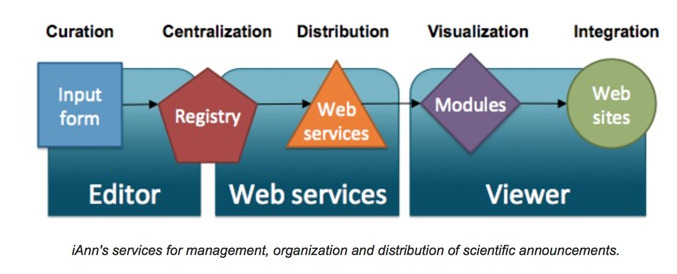 Curation Centralization Distribution Visualization Integration
Input
form
Registry
Web
services
Modules
Web
sites
Editor Web services Viewer
iAnn's services for management, organization and distribution of scientific announcements.